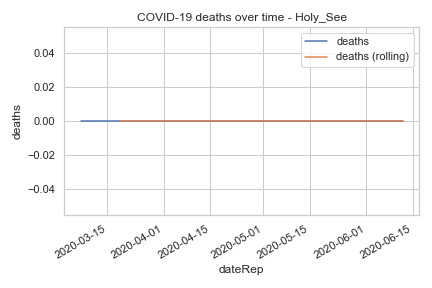 COVID-19 deaths over time - Holy_See
deaths
deaths (rolling)
0.04
0.02
0.00
−0.02
−0.04
deaths
2020-03-15
2020-04-01
2020-04-15
2020-05-01
2020-05-15
2020-06-01
2020-06-15
dateRep